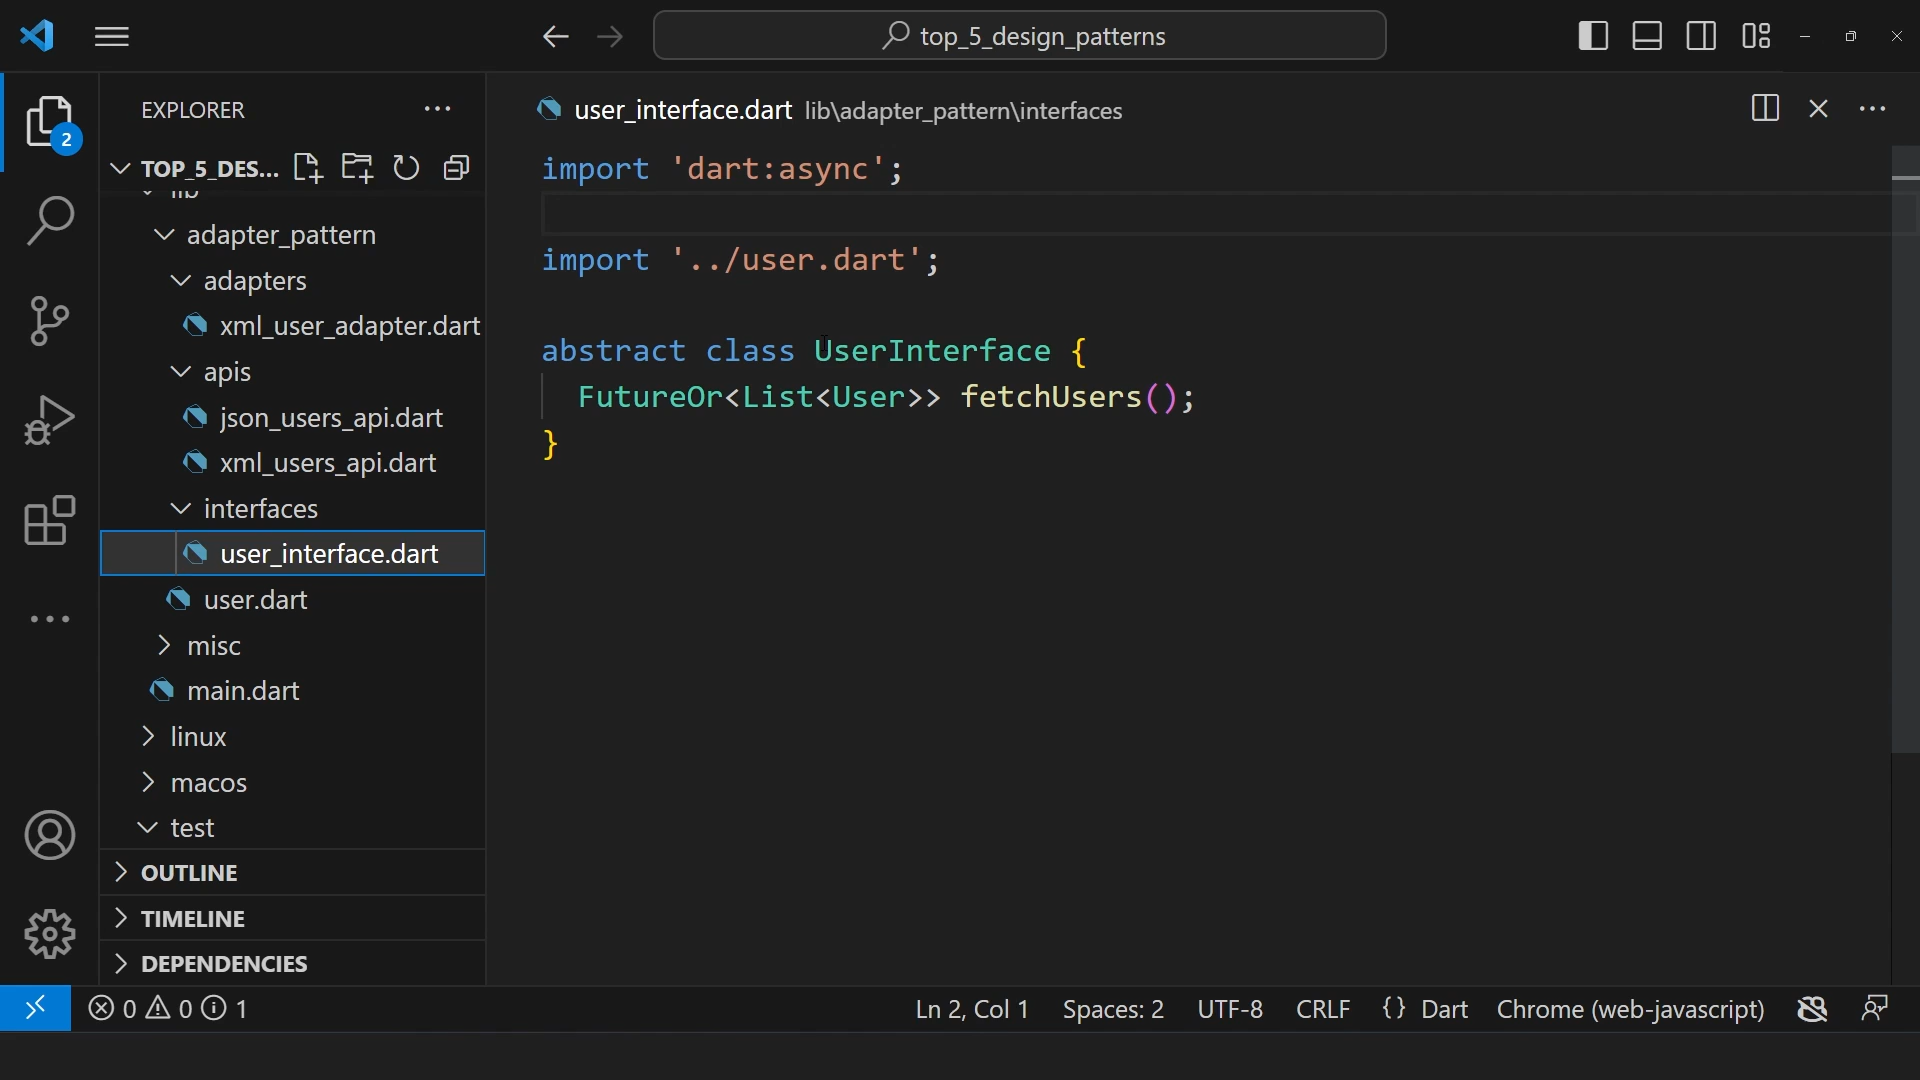 top_5_design_patterns
EXPLORER
2
TOP_5_DES...
lib
adapter_pattern
adapters
xml_user_adapter.dart
apis
json_users_api.dart
xml_users_api.dart
interfaces
user_interface.dart
user.dart
misc
main.dart
linux
macos
test
OUTLINE
TIMELINE
DEPENDENCIES
user_interface.dart lib\adapter_pattern\interfaces
import 'dart:async';
import '../user.dart';
abstract class UserInterface {
FutureOr<List<User>> fetchUsers();
}
0 0 1
Ln 2, Col 1 Spaces: 2 UTF-8 CRLF {} Dart Chrome (web-javascript)